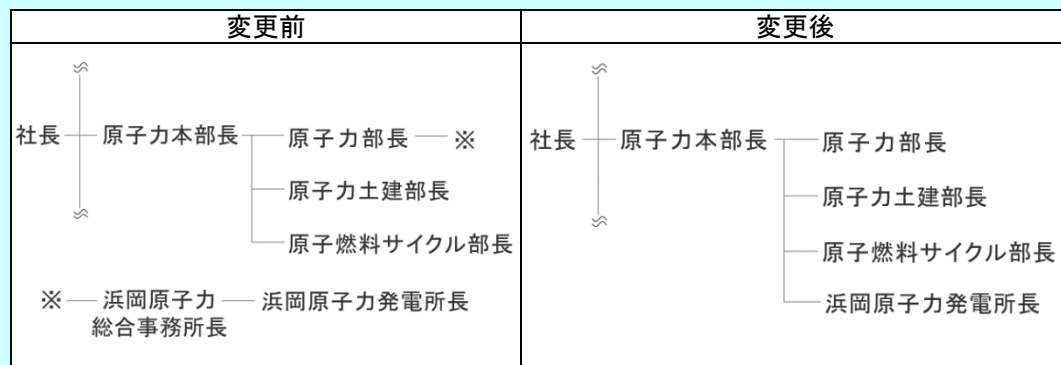 変更前
社長 原子力本部長 原子力部長 ※
原子力土建部長
原子燃料サイクル部長
※ 浜岡原子力 浜岡原子力発電所長
総合事務所長
変更後
社長 原子力本部長 原子力部長
原子力土建部長
原子燃料サイクル部長
浜岡原子力発電所長